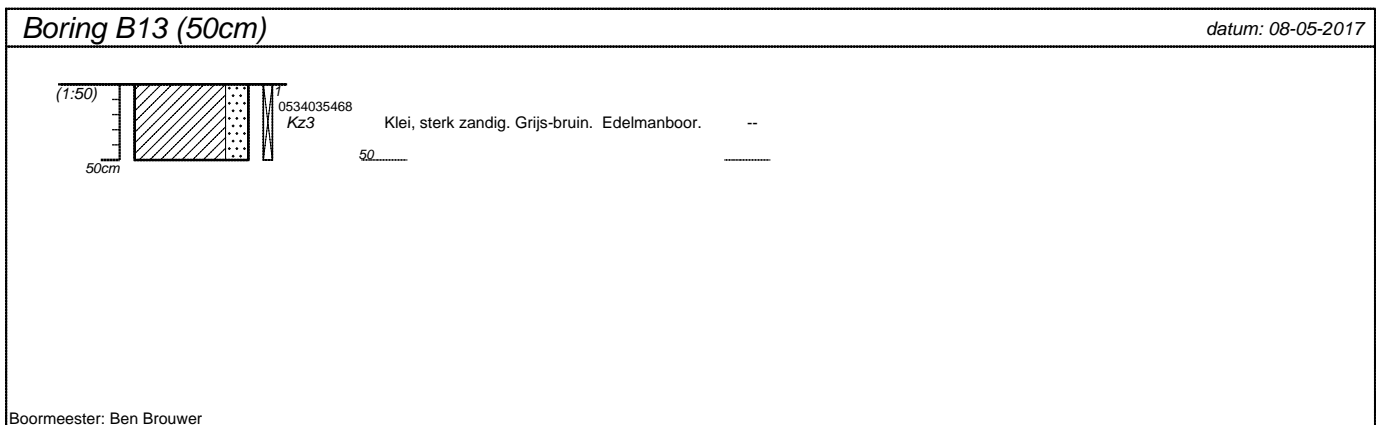 Boring B13 (50cm)
datum: 08-05-2017
(1:50)
1
0534035468
Kz3 Klei, sterk zandig. Grijs-bruin. Edelmanboor. --
50
50cm
Boormeester: Ben Brouwer